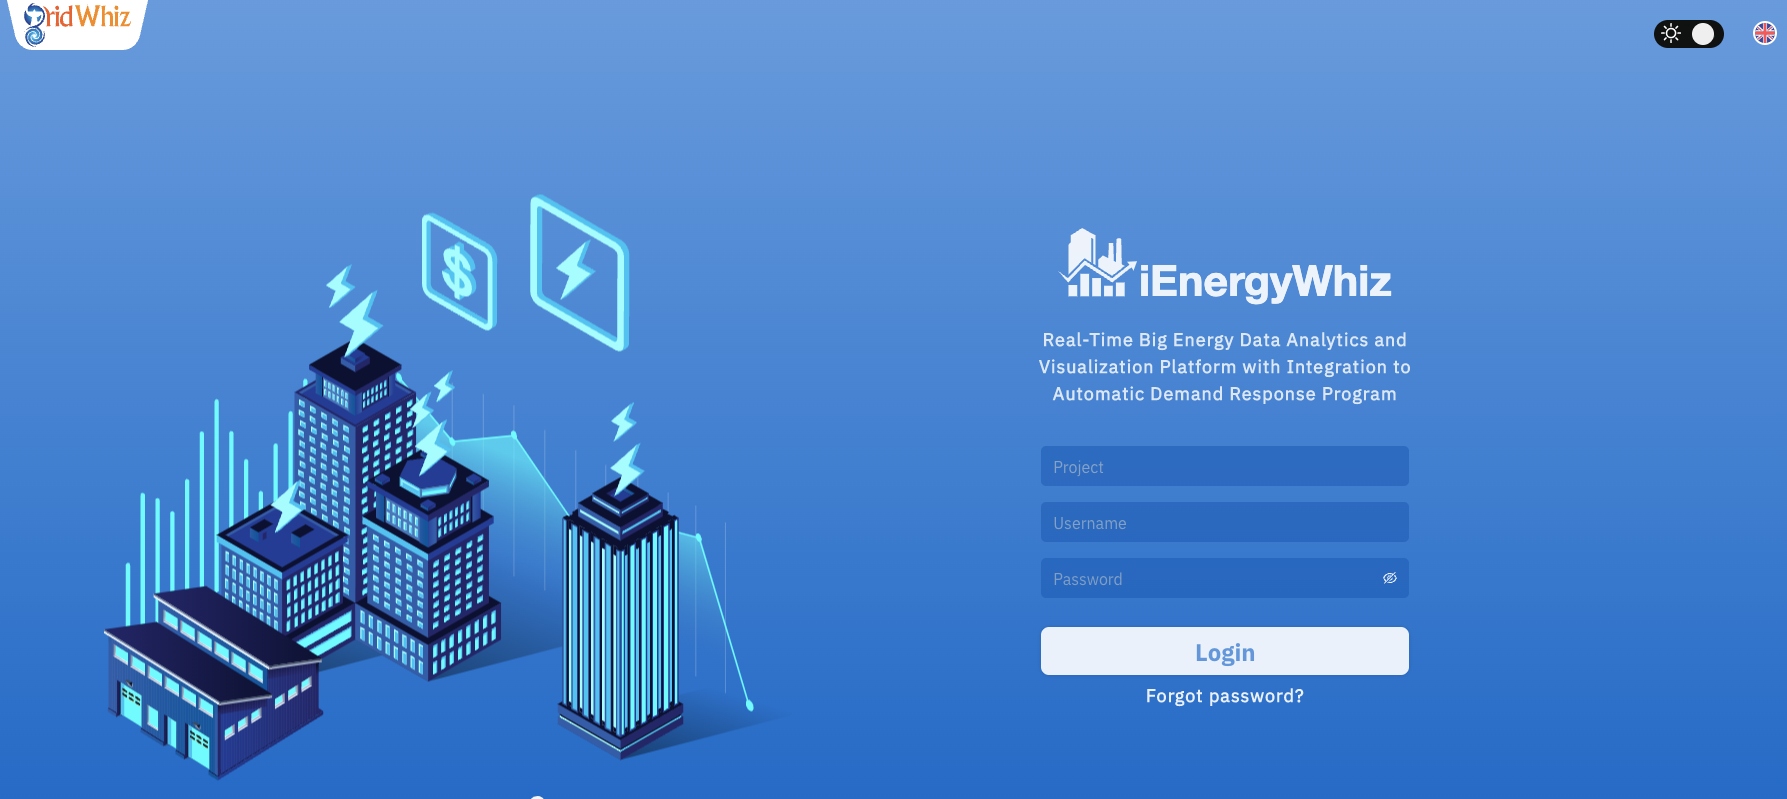 gridWhiz
$
iEnergyWhiz
Real-Time Big Energy Data Analytics and
Visualization Platform with Integration to
Automatic Demand Response Program
Project
Username
Password
Login
Forgot password?